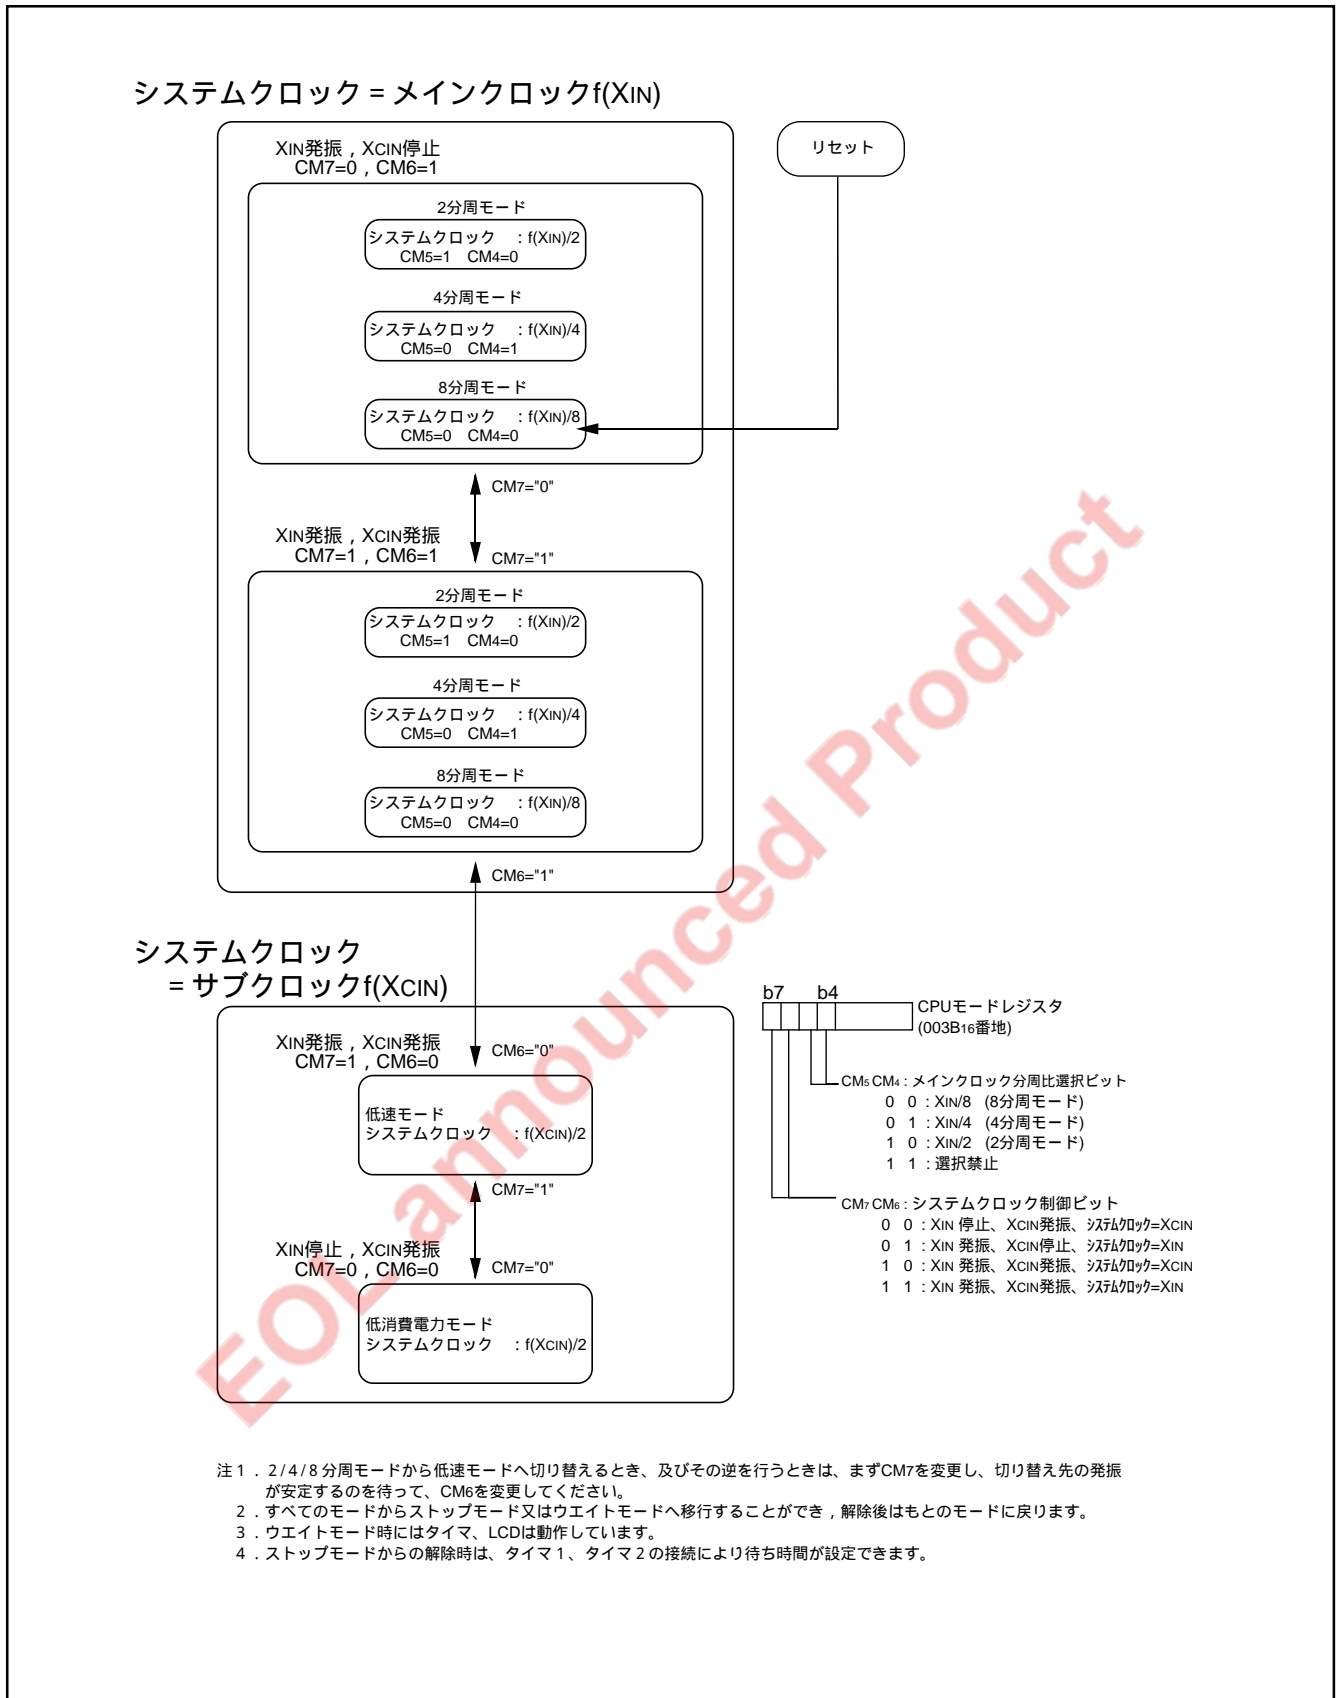 システムクロック = メインクロックf(XIN)
XIN発振 , XCIN停止
CM7=0 , CM6=1
リセット
2分周モード
システムクロック : f(XIN)/2
CM5=1 CM4=0
4分周モード
システムクロック : f(XIN)/4
CM5=0 CM4=1
8分周モード
システムクロック : f(XIN)/8
CM5=0 CM4=0
CM7="0"
XIN発振 , XCIN発振
CM7=1 , CM6=1
CM7="1"
2分周モード
システムクロック : f(XIN)/2
CM5=1 CM4=0
4分周モード
システムクロック : f(XIN)/4
CM5=0 CM4=1
8分周モード
システムクロック : f(XIN)/8
CM5=0 CM4=0
CM6="1"
システムクロック
= サブクロックf(XCIN)
XIN発振 , XCIN発振
CM7=1 , CM6=0
CM6="0"
低速モード
システムクロック : f(XCIN)/2
CM7="1"
XIN停止 , XCIN発振
CM7=0 , CM6=0
CM7="0"
低消費電力モード
システムクロック : f(XCIN)/2
b7 b4
CPUモードレジスタ
(003B16番地)
CM5 CM4 : メインクロック分周比選択ビット
0 0 : XIN/8 (8分周モード)
0 1 : XIN/4 (4分周モード)
1 0 : XIN/2 (2分周モード)
1 1 : 選択禁止
CM7 CM6 : システムクロック制御ビット
0 0 : XIN 停止、XCIN発振、ｼｽﾃﾑｸﾛｯｸ=XCIN
0 1 : XIN 発振、XCIN停止、ｼｽﾃﾑｸﾛｯｸ=XIN
1 0 : XIN 発振、XCIN発振、ｼｽﾃﾑｸﾛｯｸ=XCIN
1 1 : XIN 発振、XCIN発振、ｼｽﾃﾑｸﾛｯｸ=XIN
注 1 . 2 / 4 / 8 分周モードから低速モードへ切り替えるとき、及びその逆を行うときは、まずCM7を変更し、切り替え先の発振
が安定するのを待って、CM6を変更してください。
2 . すべてのモードからストップモード又はウエイトモードへ移行することができ , 解除後はもとのモードに戻ります。
3 . ウエイトモード時にはタイマ、LCDは動作しています。
4 . ストップモードからの解除時は、タイマ 1 、タイマ 2 の接続により待ち時間が設定できます。
EOL announced Product